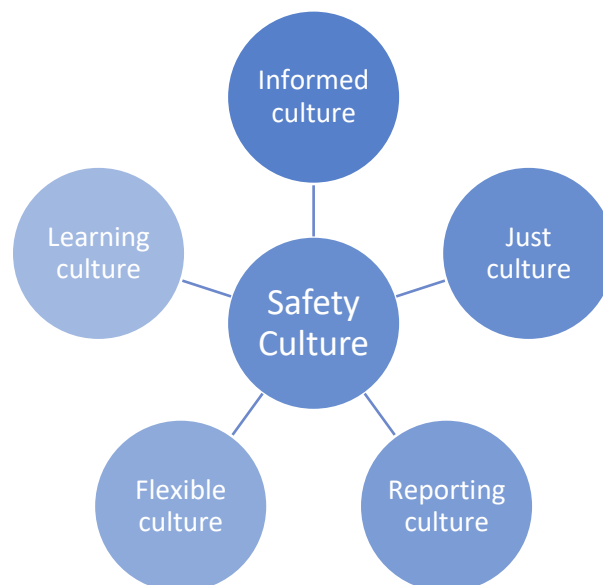 Informed
culture
Just
culture
Reporting
culture
Flexible
culture
Learning
culture
Safety
Culture